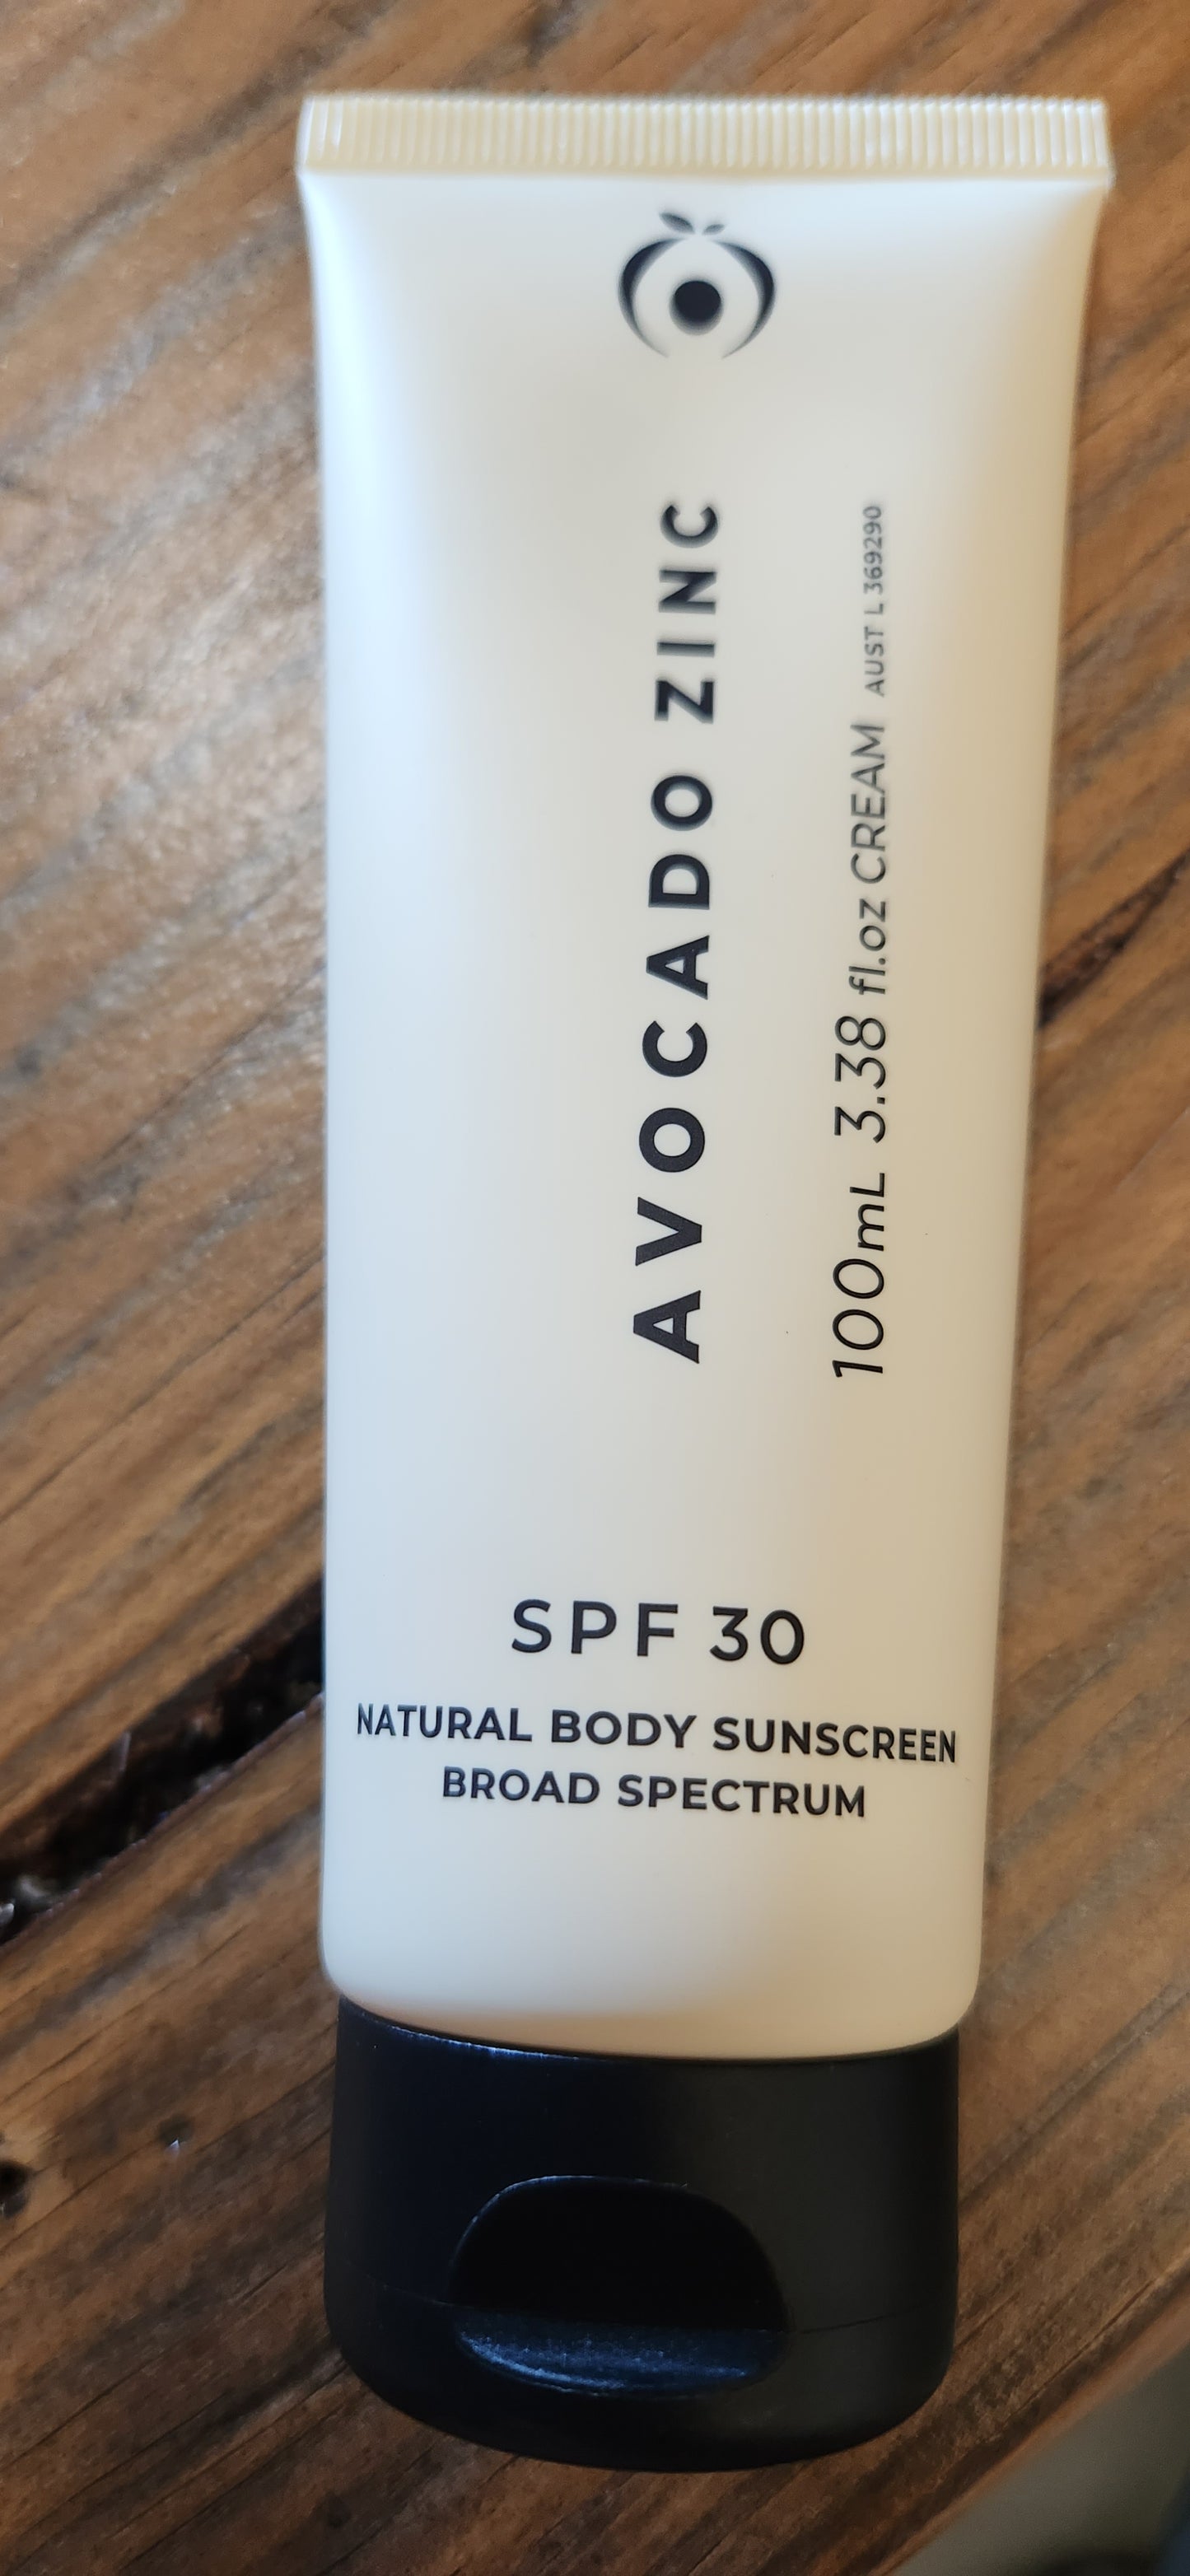 AVOCADO ZINC
100mL 3.38 fl.oz CREAM AUST L 369290
SPF 30
NATURAL BODY SUNSCREEN
BROAD SPECTRUM